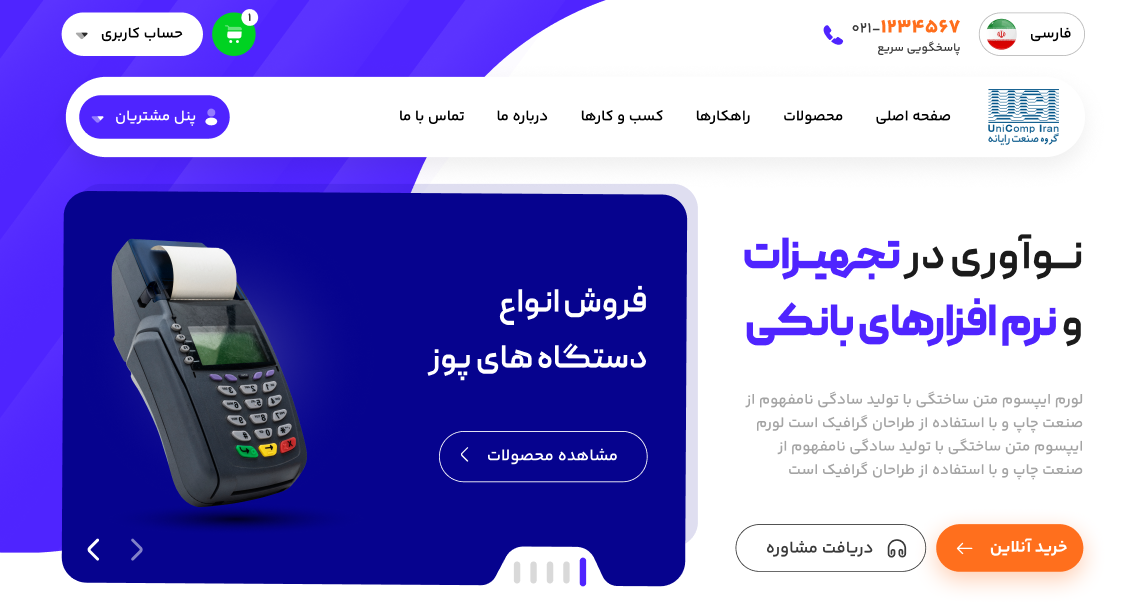 فارسی
۰۲۱-۱۲۳۴۵۶۷
پاسخگویی سریع
۱
حساب کاربری
UCI
UniComp Iran
گروه صنعت رایانه
صفحه اصلی
محصولات
راهکارها
کسب و کارها
درباره ما
تماس با ما
پنل مشتریان
نـوآوری در تجهیـزات
و نرم افزارهای بانکی
لورم ایپسوم متن ساختگی با تولید سادگی نامفهوم از
صنعت چاپ و با استفاده از طراحان گرافیک است لورم
ایپسوم متن ساختگی با تولید سادگی نامفهوم از
صنعت چاپ و با استفاده از طراحان گرافیک است
خرید آنلاین
دریافت مشاوره
فروش انواع
دستگاه های پوز
مشاهده محصولات